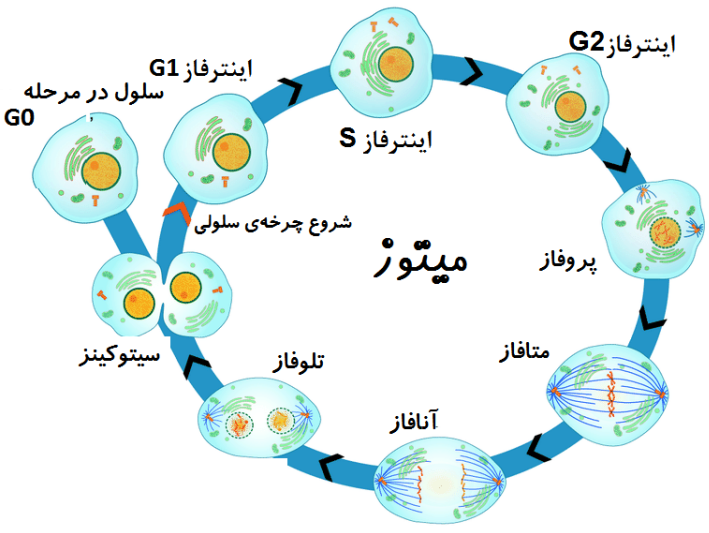 سلول در مرحله
G0
اینترفاز G1
اینترفاز S
اینترفاز G2
پروفاز
متافاز
آنافاز
تلوفاز
سیتوکینز
شروع چرخه‌ی سلولی
میتوز